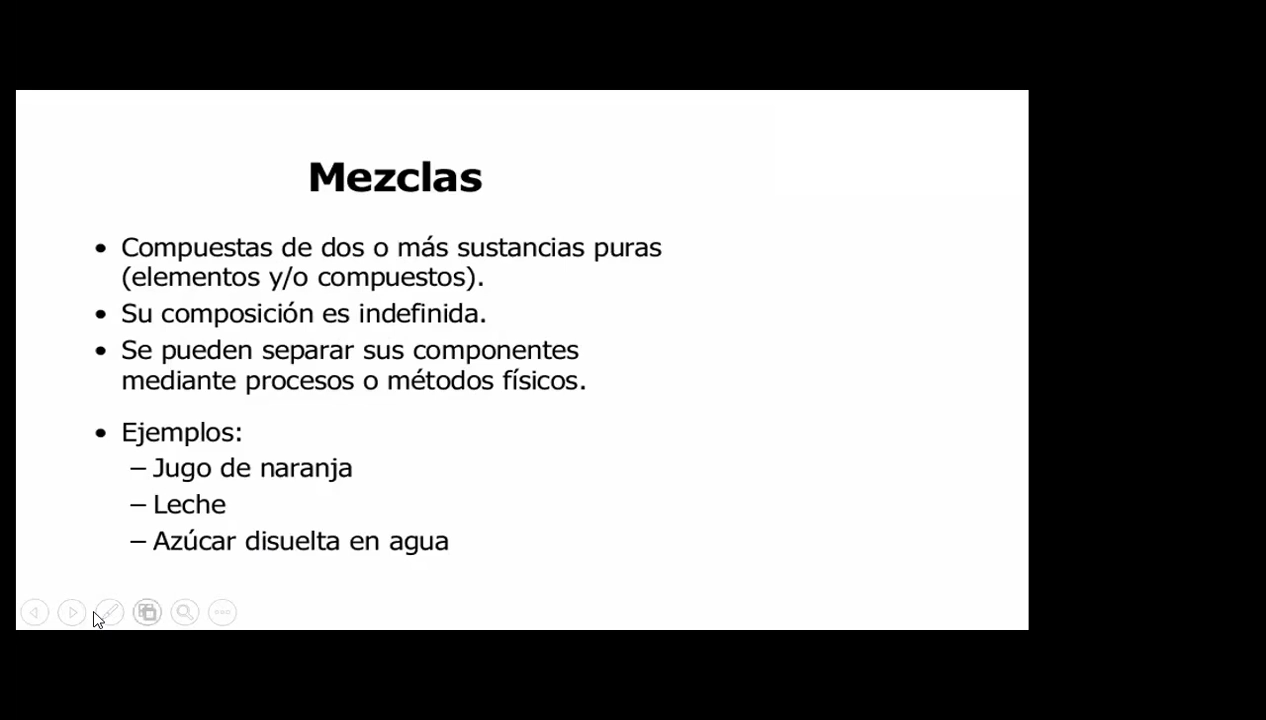 Mezclas
• Compuestas de dos o más sustancias puras
(elementos y/o compuestos).
• Su composición es indefinida.
• Se pueden separar sus componentes
mediante procesos o métodos físicos.
• Ejemplos:
– Jugo de naranja
– Leche
– Azúcar disuelta en agua